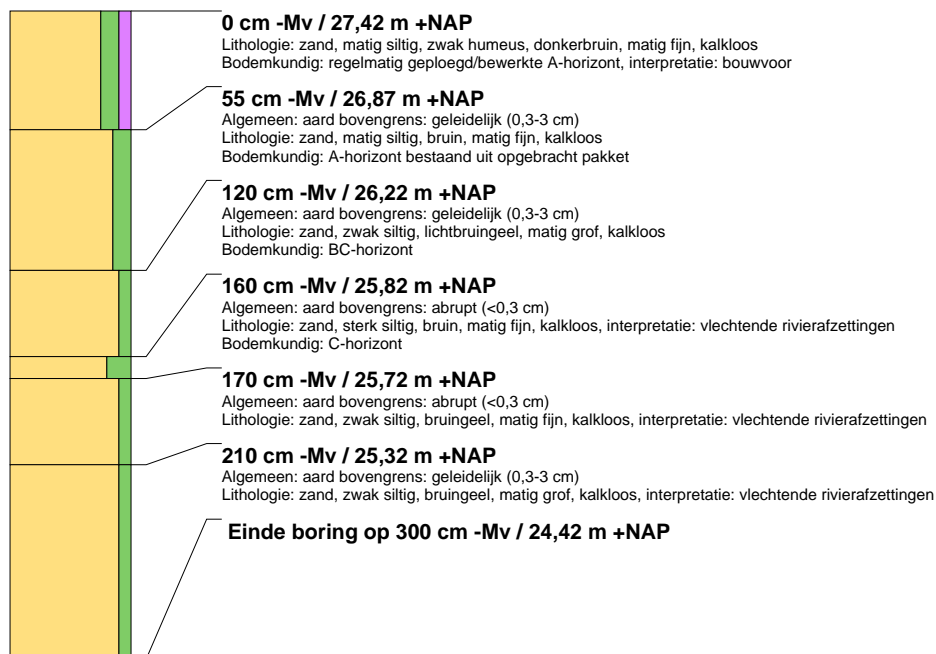 0 cm -Mv / 27,42 m +NAP
Lithologie: zand, matig siltig, zwak humeus, donkerbruin, matig fijn, kalkloos
Bodemkundig: regelmatig geploegd/bewerkte A-horizont, interpretatie: bouwvoor
55 cm -Mv / 26,87 m +NAP
Algemeen: aard bovengrens: geleidelijk (0,3-3 cm)
Lithologie: zand, matig siltig, bruin, matig fijn, kalkloos
Bodemkundig: A-horizont bestaand uit opgebracht pakket
120 cm -Mv / 26,22 m +NAP
Algemeen: aard bovengrens: geleidelijk (0,3-3 cm)
Lithologie: zand, zwak siltig, lichtbruingeel, matig grof, kalkloos
Bodemkundig: BC-horizont
160 cm -Mv / 25,82 m +NAP
Algemeen: aard bovengrens: abrupt (<0,3 cm)
Lithologie: zand, sterk siltig, bruin, matig fijn, kalkloos, interpretatie: vlechtende rivierafzettingen
Bodemkundig: C-horizont
170 cm -Mv / 25,72 m +NAP
Algemeen: aard bovengrens: abrupt (<0,3 cm)
Lithologie: zand, zwak siltig, bruingeel, matig fijn, kalkloos, interpretatie: vlechtende rivierafzettingen
210 cm -Mv / 25,32 m +NAP
Algemeen: aard bovengrens: geleidelijk (0,3-3 cm)
Lithologie: zand, zwak siltig, bruingeel, matig grof, kalkloos, interpretatie: vlechtende rivierafzettingen
Einde boring op 300 cm -Mv / 24,42 m +NAP